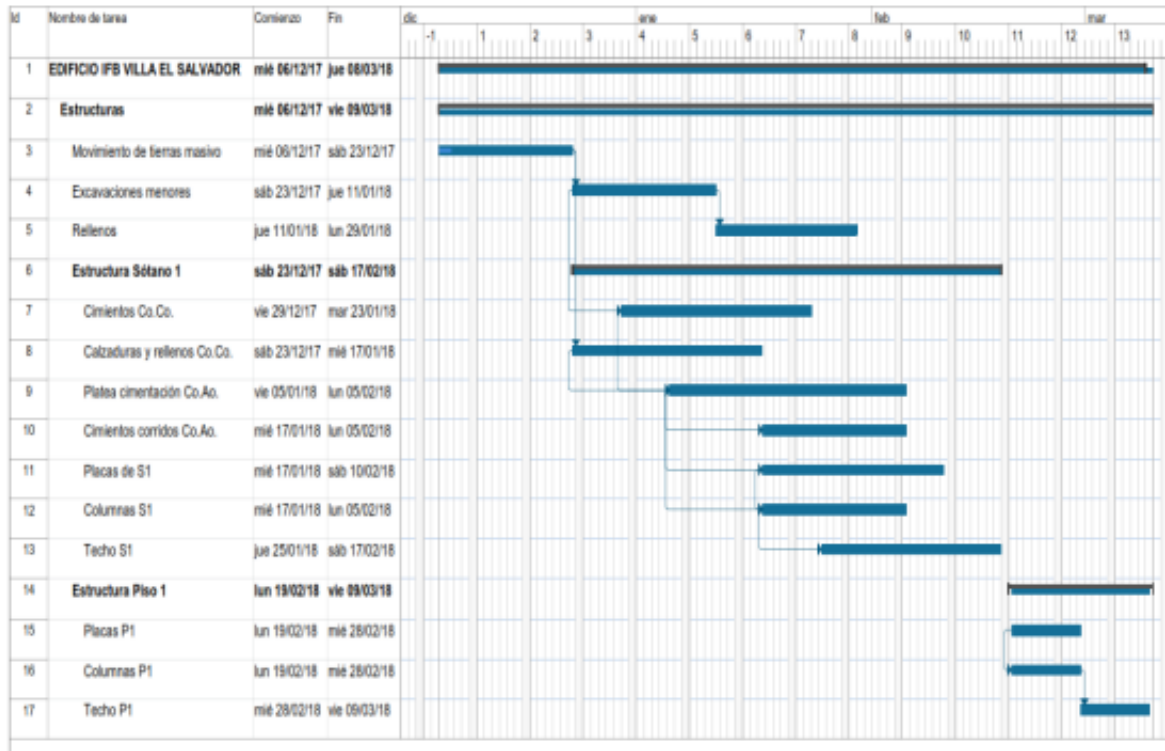 Id Nombre de tarea Comienzo Fin dic ene feb mar
-1 1 2 3 4 5 6 7 8 9 10 11 12 13
1 EDIFICIO IFB VILLA EL SALVADOR mié 06/12/17 jue 08/03/18
2 Estructuras mié 06/12/17 vie 09/03/18
3 Movimiento de tierras masivo mié 06/12/17 sáb 23/12/17
4 Excavaciones menores sáb 23/12/17 jue 11/01/18
5 Rellenos jue 11/01/18 lun 29/01/18
6 Estructura Sótano 1 sáb 23/12/17 sáb 17/02/18
7 Cimientos Co.Co. vie 29/12/17 mar 23/01/18
8 Calzaduras y rellenos Co.Co. sáb 23/12/17 mié 17/01/18
9 Platea cimentación Co.Ao. vie 05/01/18 lun 05/02/18
10 Cimientos corridos Co.Ao. mié 17/01/18 lun 05/02/18
11 Placas de S1 mié 17/01/18 sáb 10/02/18
12 Columnas S1 mié 17/01/18 lun 05/02/18
13 Techo S1 jue 25/01/18 sáb 17/02/18
14 Estructura Piso 1 lun 19/02/18 vie 09/03/18
15 Placas P1 lun 19/02/18 mié 28/02/18
16 Columnas P1 lun 19/02/18 mié 28/02/18
17 Techo P1 mié 28/02/18 vie 09/03/18